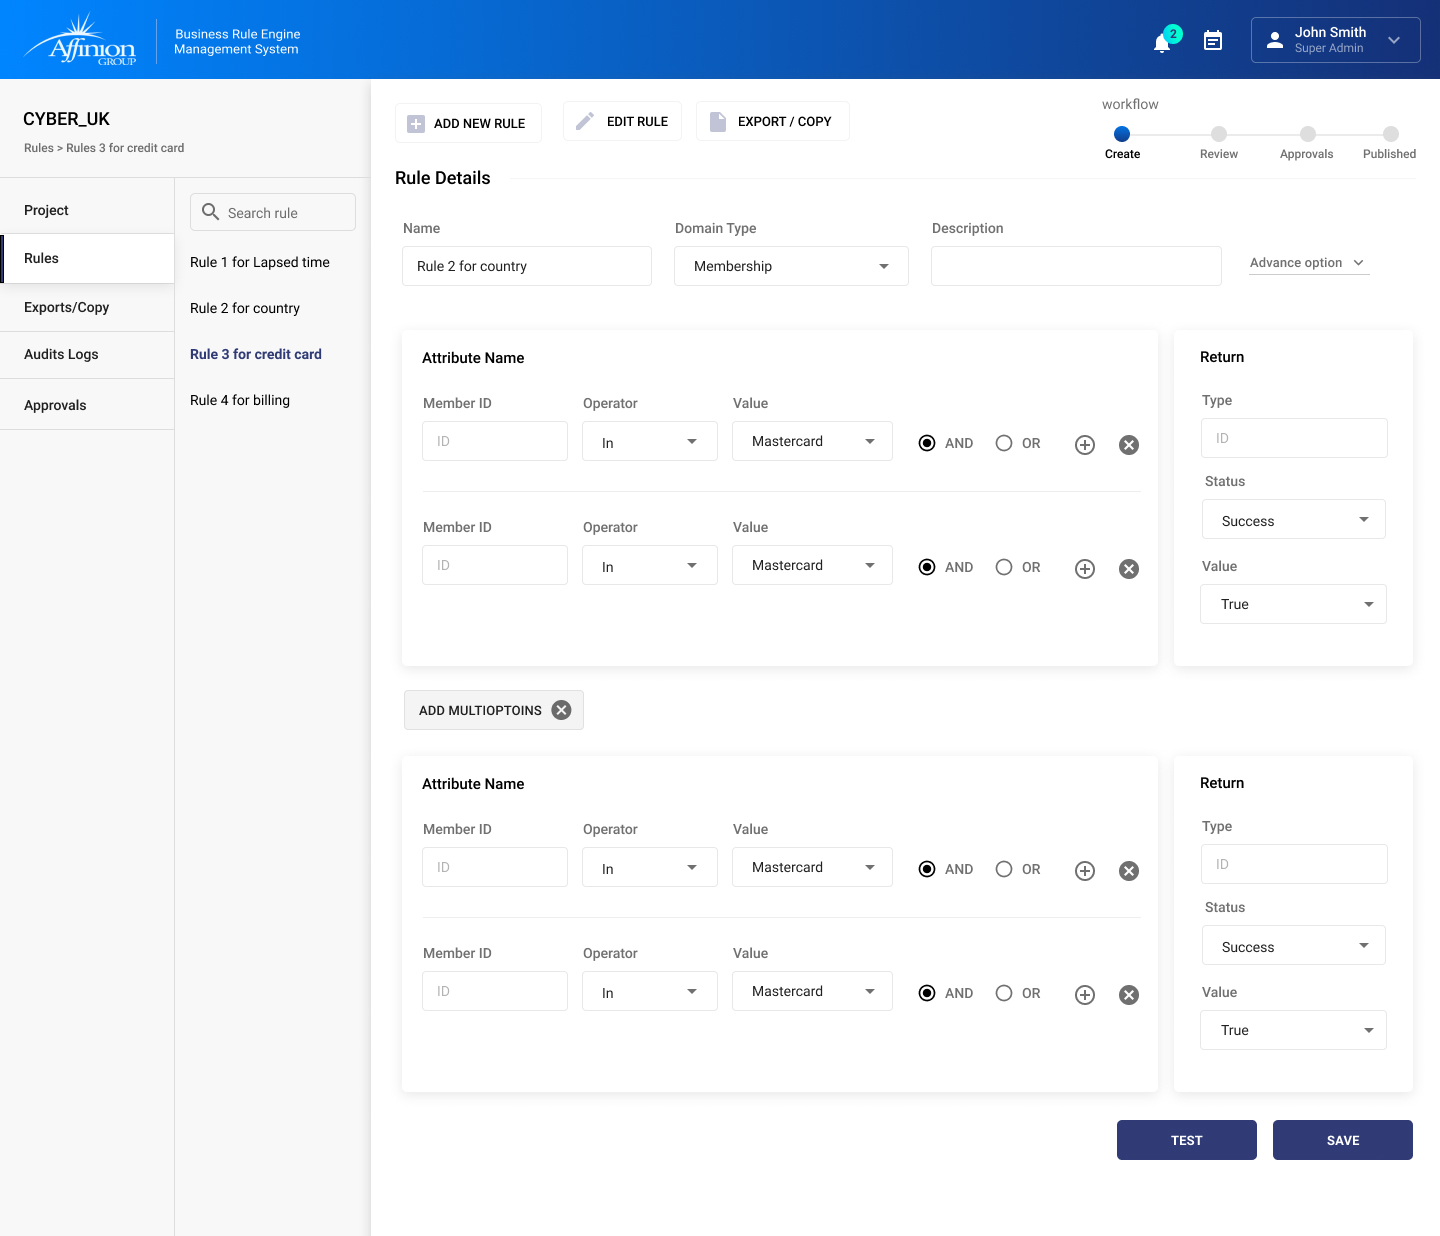 Affinion
GROUP
Business Rule Engine
Management System
2
John Smith
Super Admin
CYBER_UK
Rules > Rules 3 for credit card
Project
Rules
Exports/Copy
Audits Logs
Approvals
Search rule
Rule 1 for Lapsed time
Rule 2 for country
Rule 3 for credit card
Rule 4 for billing
ADD NEW RULE
EDIT RULE
EXPORT / COPY
workflow
Create
Review
Approvals
Published
Rule Details
Name
Domain Type
Description
Rule 2 for country
Membership
Advance option
Attribute Name
Member ID
Operator
Value
ID
In
Mastercard
AND
OR
Member ID
Operator
Value
ID
In
Mastercard
AND
OR
Return
Type
ID
Status
Success
Value
True
ADD MULTIOPTOINS
Attribute Name
Member ID
Operator
Value
ID
In
Mastercard
AND
OR
Member ID
Operator
Value
ID
In
Mastercard
AND
OR
Return
Type
ID
Status
Success
Value
True
TEST
SAVE